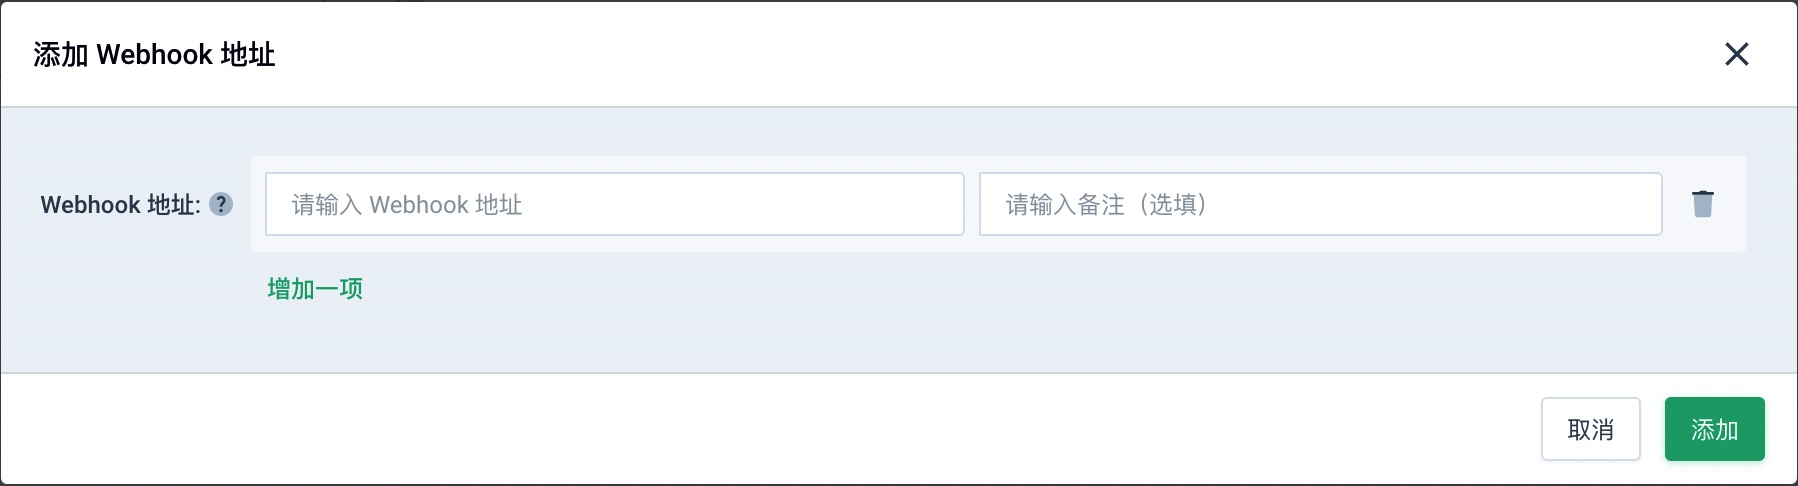 添加 Webhook 地址
Webhook 地址: ?
请输入 Webhook 地址
请输入备注（选填）
增加一项
取消
添加